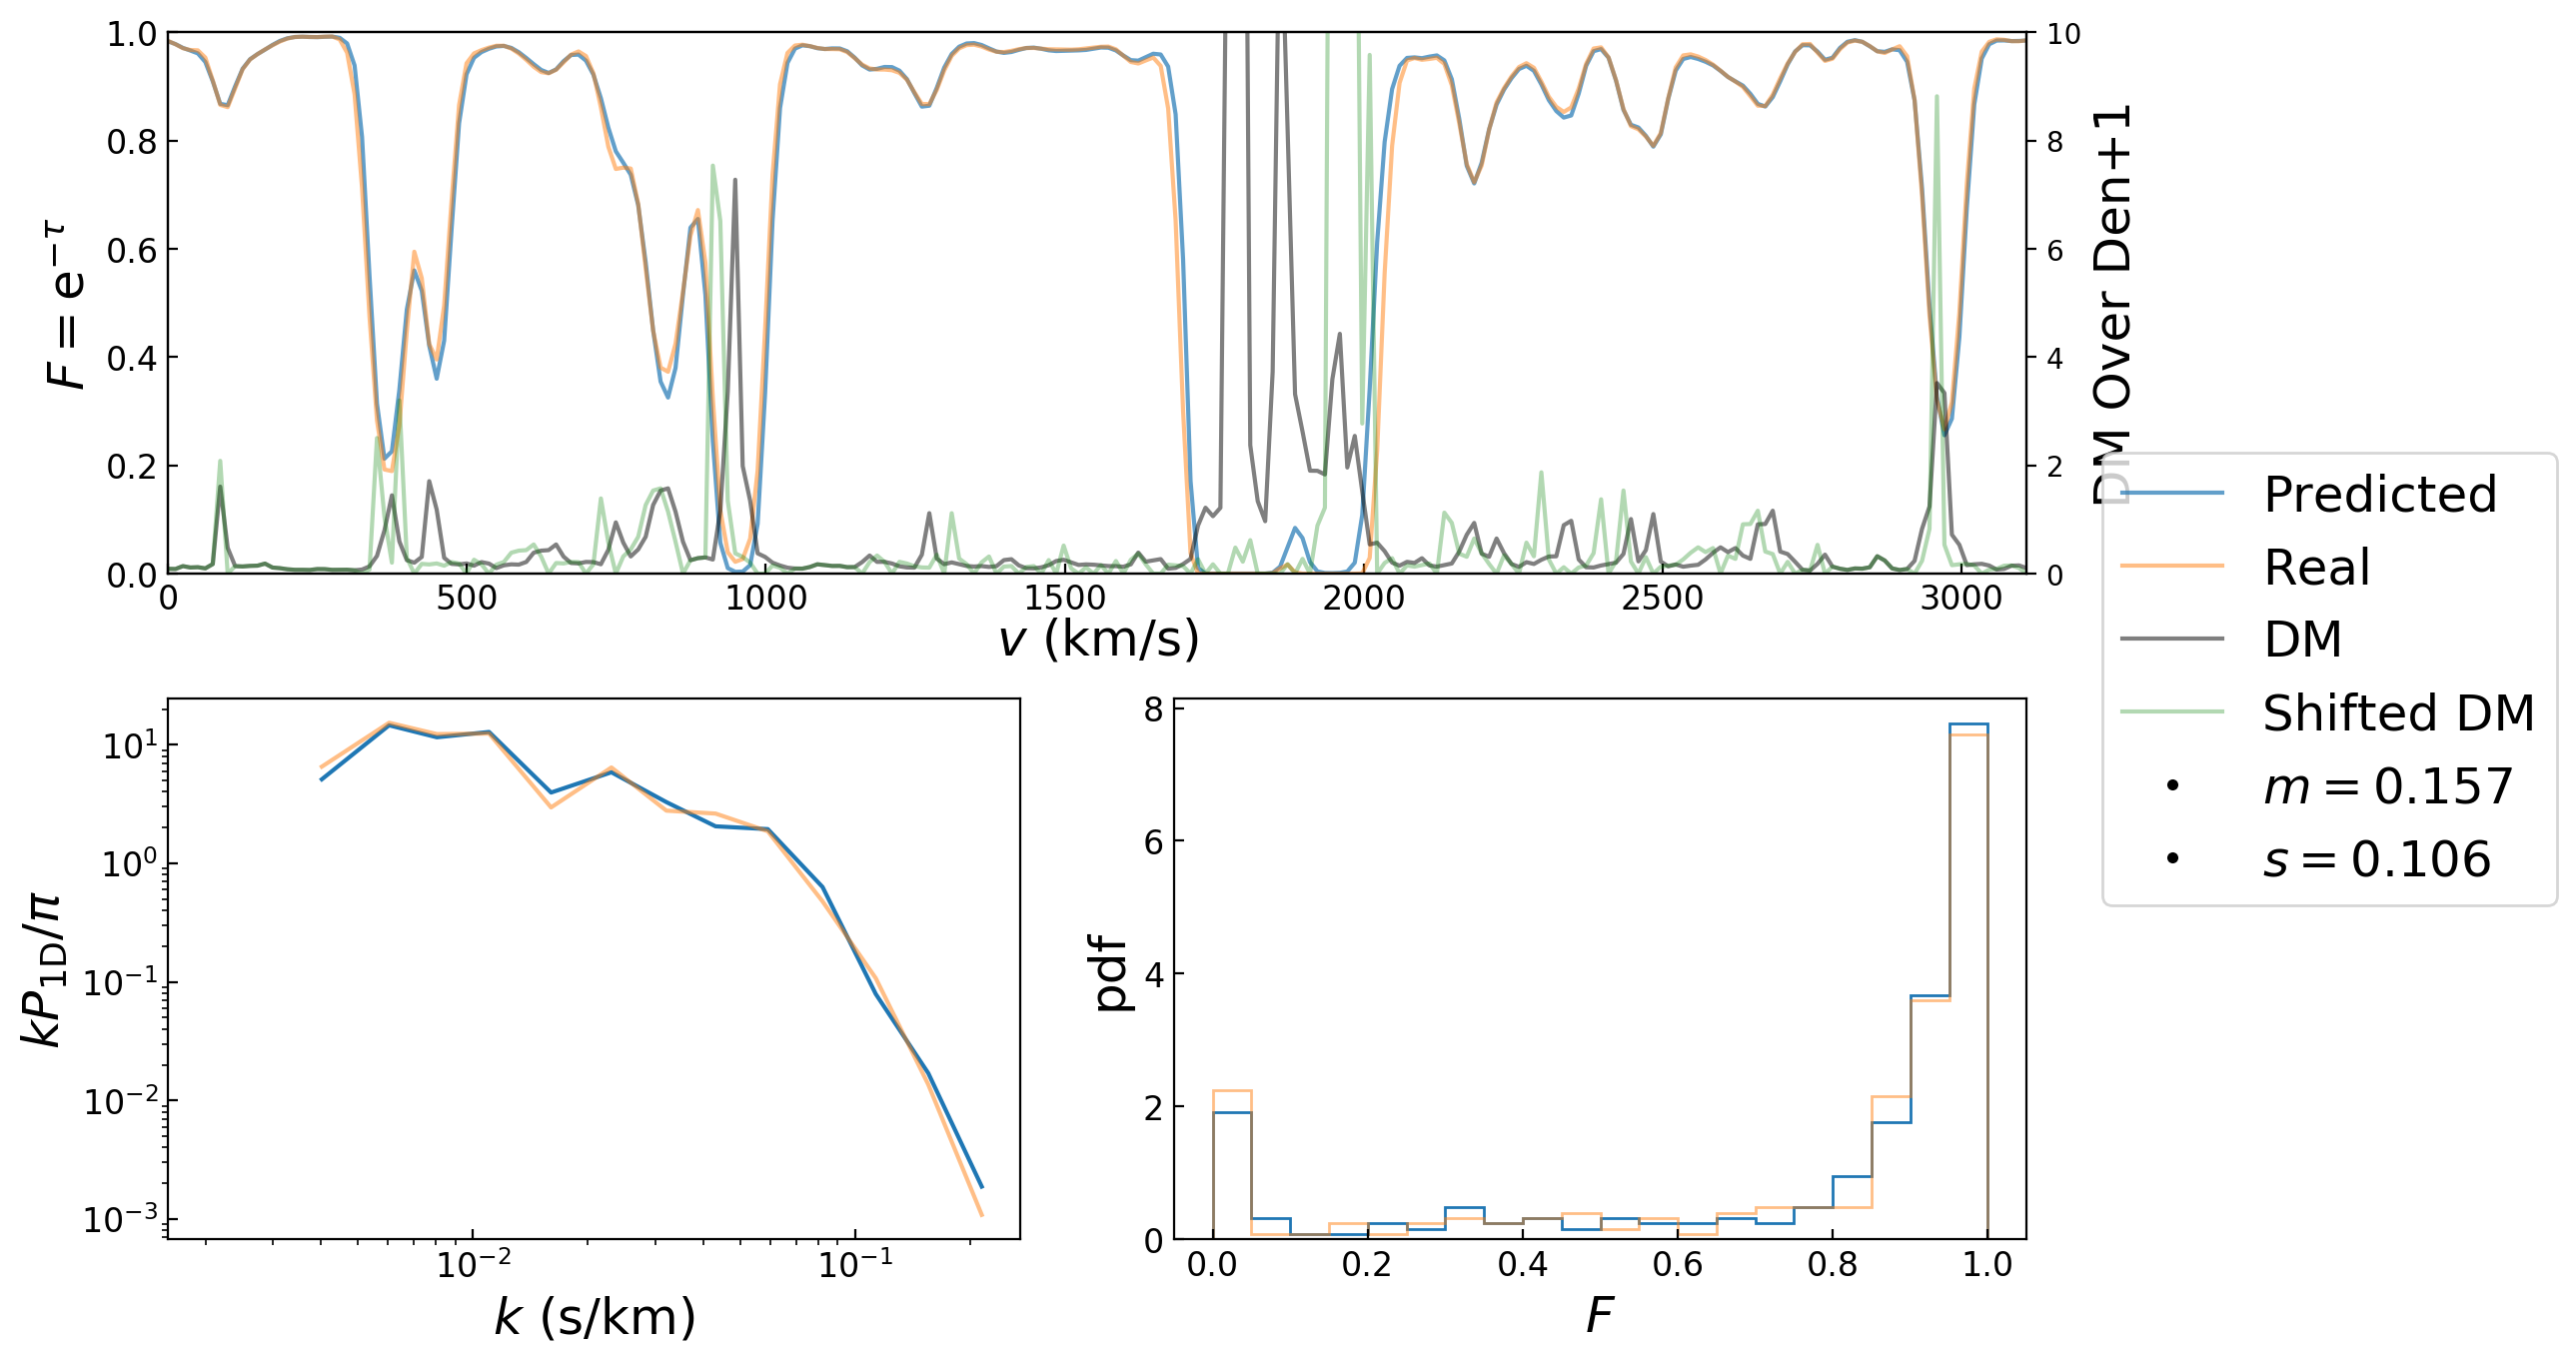 1.0
0.8
0.6
0.4
0.2
0.0
F = e^{−τ}
10
8
6
4
2
0
DM Over Den+1
0 500 1000 1500 2000 2500 3000
v (km/s)
Predicted
Real
DM
Shifted DM
m = 0.157
s = 0.106
10^1
10^0
10^{−1}
10^{−2}
10^{−3}
kP_{1D}/π
10^{−2} 10^{−1}
k (s/km)
8
6
4
2
0
pdf
0.0 0.2 0.4 0.6 0.8 1.0
F